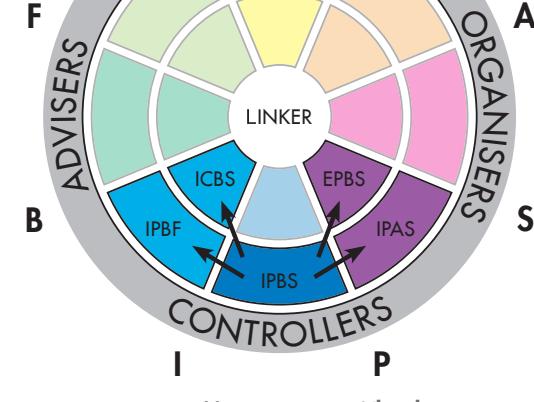 F
A
ADVISERS
ORGANISERS
LINKER
ICBS
EPBS
B
IPBF
IPAS
S
IPBS
CONTROLLERS
I
P